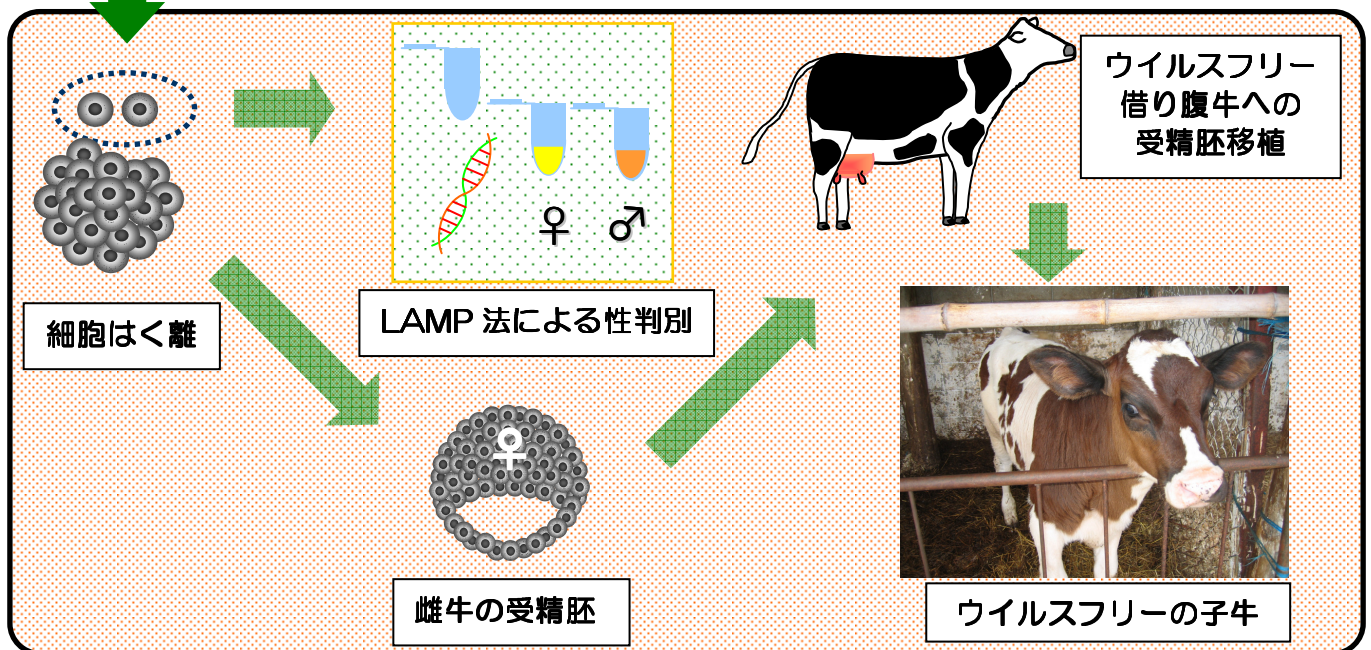 ウイルスフリー
借り腹牛への
受精胚移植
♀ ♂
細胞はく離
LAMP 法による性判別
♀
雌牛の受精胚
ウイルスフリーの子牛